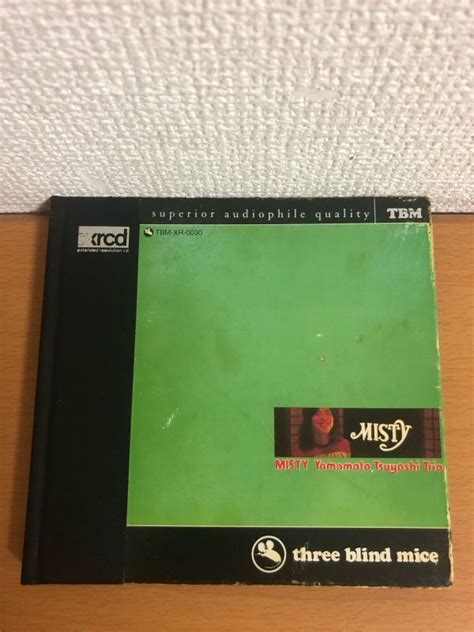 superior audiophile quality TBM
xrcd
extended resolution cd
TBM-XR-0030
MISTY
MISTY Yamamoto, Tsuyoshi Trio
three blind mice